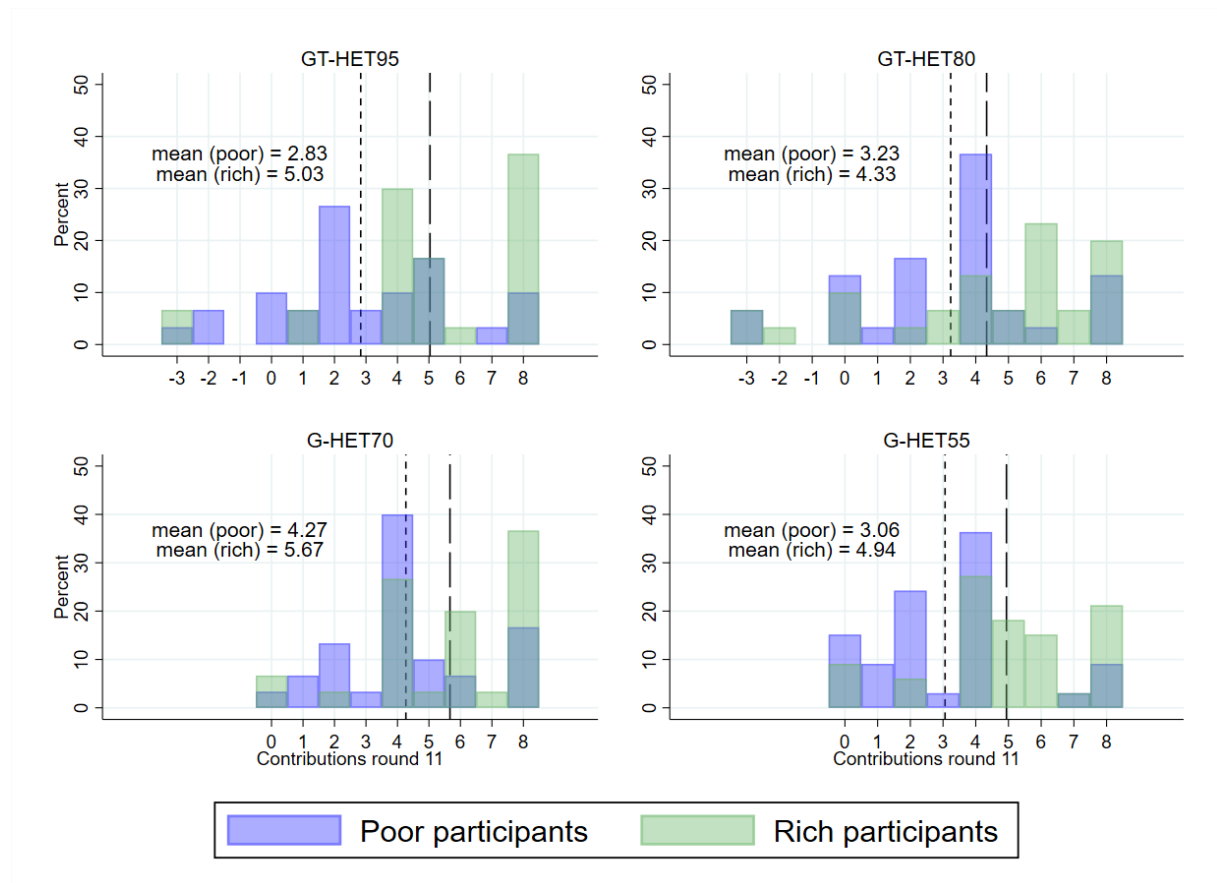 GT-HET95
50
40
30
20
10
0
Percent
mean (poor) = 2.83
mean (rich) = 5.03
-3 -2 -1 0 1 2 3 4 5 6 7 8
GT-HET80
50
40
30
20
10
0
mean (poor) = 3.23
mean (rich) = 4.33
-3 -2 -1 0 1 2 3 4 5 6 7 8
G-HET70
50
40
30
20
10
0
Percent
mean (poor) = 4.27
mean (rich) = 5.67
0 1 2 3 4 5 6 7 8
Contributions round 11
G-HET55
50
40
30
20
10
0
mean (poor) = 3.06
mean (rich) = 4.94
0 1 2 3 4 5 6 7 8
Contributions round 11
Poor participants
Rich participants